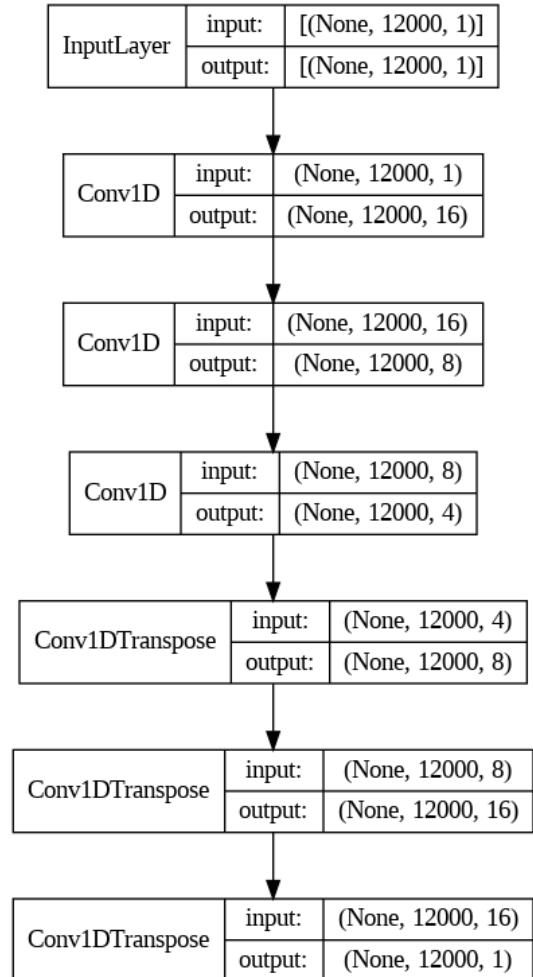 InputLayer
input: [(None, 12000, 1)]
output: [(None, 12000, 1)]
Conv1D
input: (None, 12000, 1)
output: (None, 12000, 16)
Conv1D
input: (None, 12000, 16)
output: (None, 12000, 8)
Conv1D
input: (None, 12000, 8)
output: (None, 12000, 4)
Conv1DTranspose
input: (None, 12000, 4)
output: (None, 12000, 8)
Conv1DTranspose
input: (None, 12000, 8)
output: (None, 12000, 16)
Conv1DTranspose
input: (None, 12000, 16)
output: (None, 12000, 1)